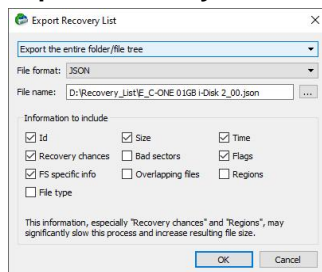 Export Recovery List
Export the entire folder/file tree
File format: JSON
File name: D:\Recovery_List\E_C-ONE 01GB i-Disk 2_00.json ...
Information to include
Id Size Time
Recovery chances Bad sectors Flags
FS specific info Overlapping files Regions
File type
This information, especially "Recovery chances" and "Regions", may
significantly slow this process and increase resulting file size.
OK Cancel